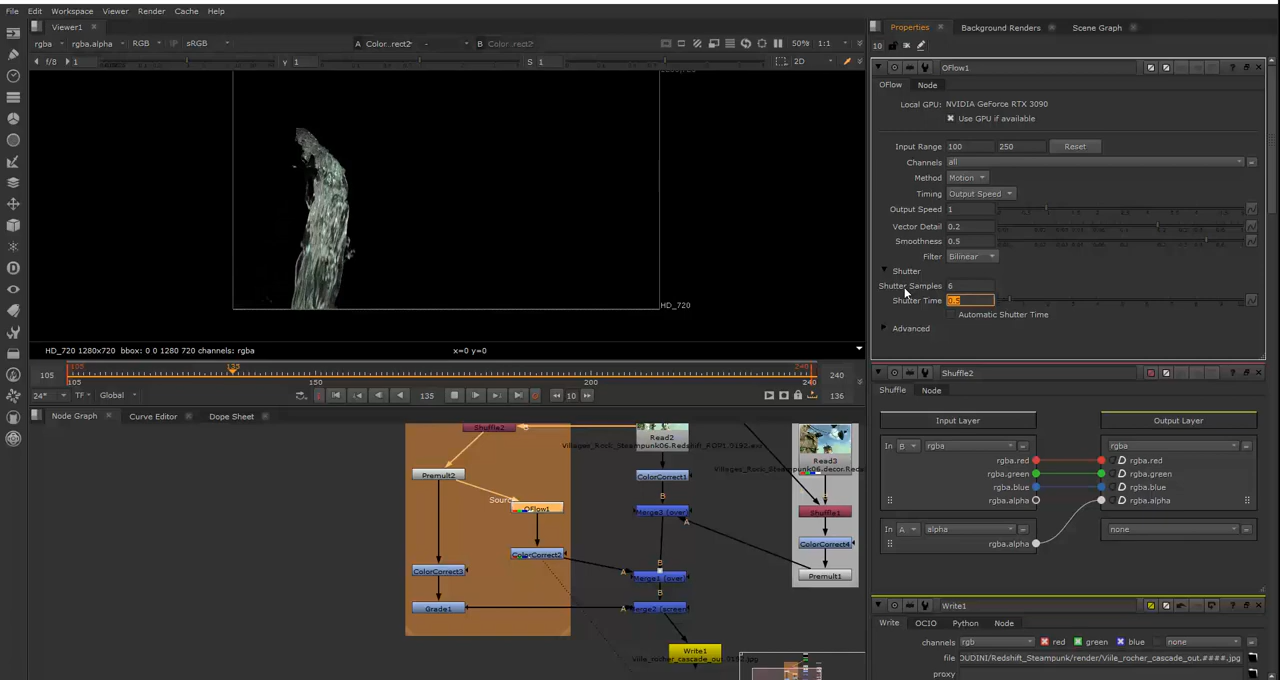 File Edit Workspace Viewer Render Cache Help
Viewer1
rgba rgba.alpha RGB IP sRGB A Color...rect2 - B Color...rect2
f/8 1 y 1 S 1
50% 1:1 2D
HD_720
HD_720 1280x720 bbox: 0 0 1280 720 channels: rgba x=0 y=0
105 105 135 150 200 240 240
24* TF Global 135 10 136
Node Graph Curve Editor Dope Sheet
Shuffle2
Premult2
Source
OFlow1
ColorCorrect2
ColorCorrect3
Grade1
Read2
ColorCorrect1
B
Merge3 (over)
A
B
A Merge1 (over)
B
A Merge2 (screen)
Write1
Viile_rocher_cascade_out.0192.jpg
Read3
Shuffle1
ColorCorrect4
Premult1
Properties Background Renders Scene Graph
10
OFlow1
OFlow Node
Local GPU: NVIDIA GeForce RTX 3090
Use GPU if available
Input Range 100 250 Reset
Channels all
Method Motion
Timing Output Speed
Output Speed 1
Vector Detail 0.2
Smoothness 0.5
Filter Bilinear
Shutter
Shutter Samples 6
Shutter Time 0.5
Automatic Shutter Time
Advanced
Shuffle2
Shuffle Node
Input Layer Output Layer
In B rgba rgba
rgba.red rgba.red
rgba.green rgba.green
rgba.blue rgba.blue
rgba.alpha rgba.alpha
In A alpha none
rgba.alpha
Write1
Write OCIO Python Node
channels rgb red green blue none
file OUDINI/Redshift_Steampunk/render/Viile_rocher_cascade_out.####.jpg
proxy